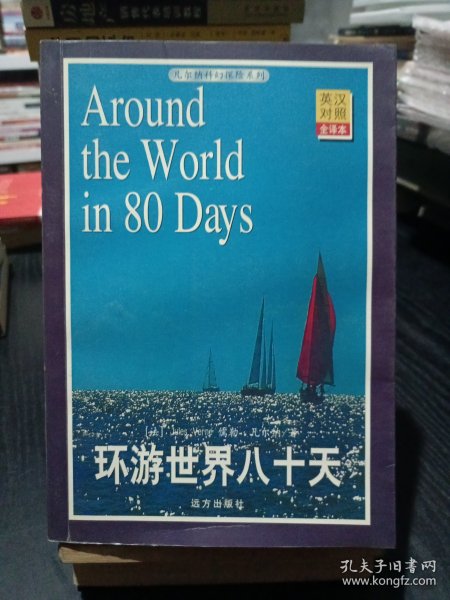 凡尔纳科幻探险系列
Around
the World
in 80 Days
英汉
对照
全译本
[法] Jules Verne 儒勒·凡尔纳 著
环游世界八十天
远方出版社
孔夫子旧书网
www.kongfz.com